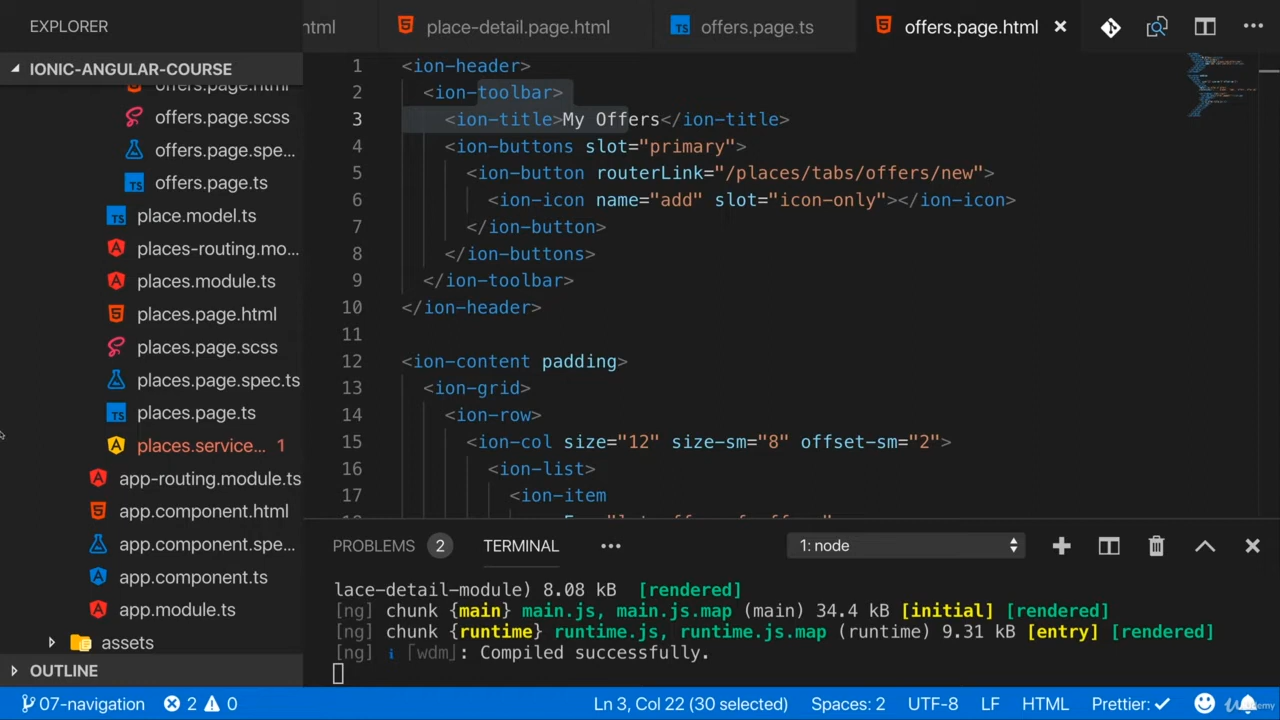 EXPLORER
html
place-detail.page.html
offers.page.ts
offers.page.html
IONIC-ANGULAR-COURSE
offers.page.html
offers.page.scss
offers.page.spe...
offers.page.ts
place.model.ts
places-routing.mo...
places.module.ts
places.page.html
places.page.scss
places.page.spec.ts
places.page.ts
places.service... 1
app-routing.module.ts
app.component.html
app.component.spe...
app.component.ts
app.module.ts
assets
OUTLINE
1 <ion-header>
2 <ion-toolbar>
3 <ion-title>My Offers</ion-title>
4 <ion-buttons slot="primary">
5 <ion-button routerLink="/places/tabs/offers/new">
6 <ion-icon name="add" slot="icon-only"></ion-icon>
7 </ion-button>
8 </ion-buttons>
9 </ion-toolbar>
10 </ion-header>
11
12 <ion-content padding>
13 <ion-grid>
14 <ion-row>
15 <ion-col size="12" size-sm="8" offset-sm="2">
16 <ion-list>
17 <ion-item
PROBLEMS 2 TERMINAL ... 1: node
lace-detail-module) 8.08 kB [rendered]
[ng] chunk {main} main.js, main.js.map (main) 34.4 kB [initial] [rendered]
[ng] chunk {runtime} runtime.js, runtime.js.map (runtime) 9.31 kB [entry] [rendered]
[ng] ℹ ｢wdm｣: Compiled successfully.
07-navigation 2 0 Ln 3, Col 22 (30 selected) Spaces: 2 UTF-8 LF HTML Prettier: ✓
Udemy